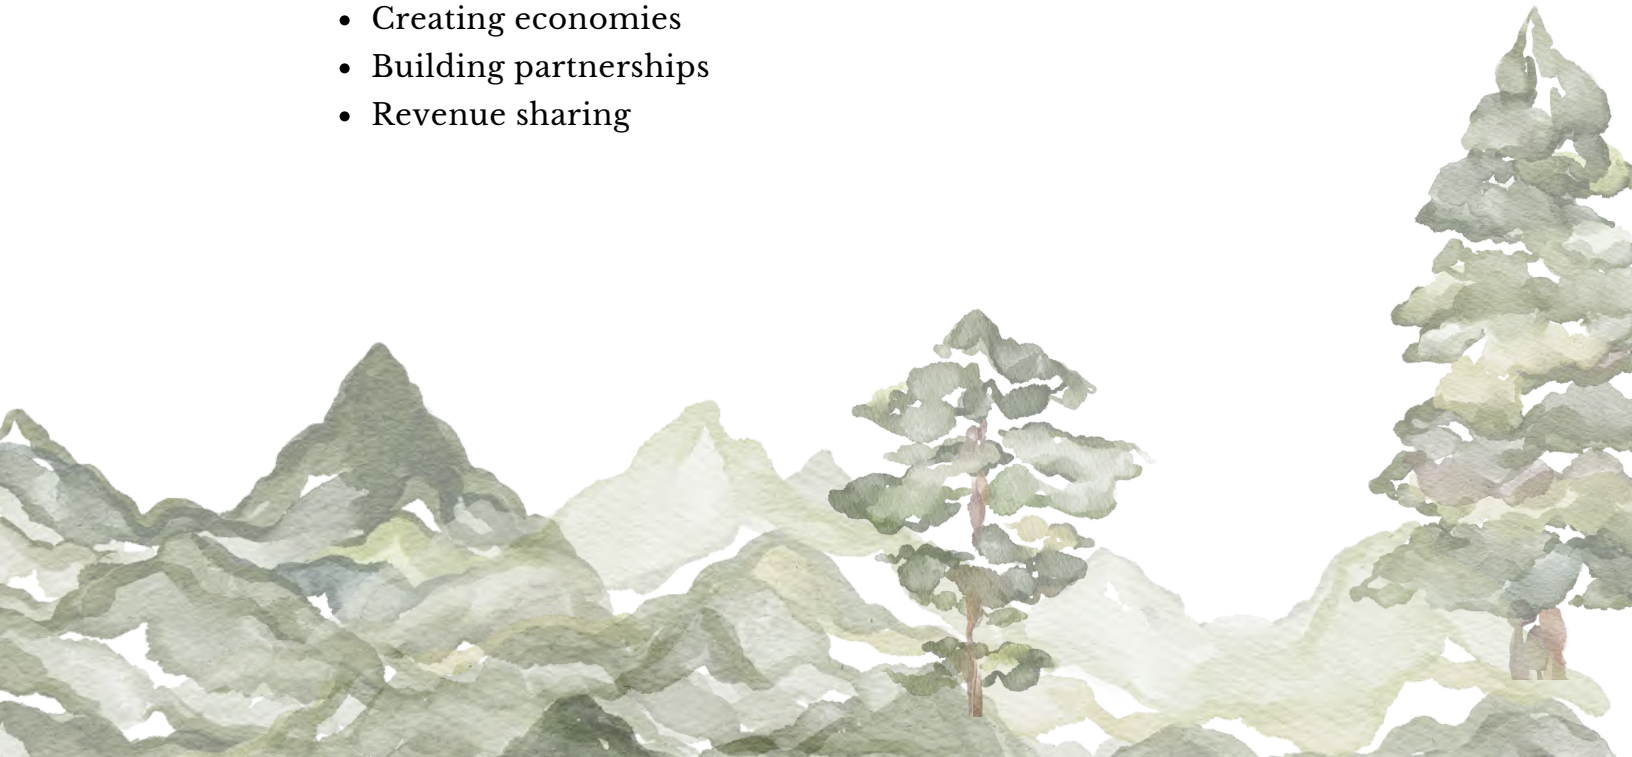 • Creating economies
• Building partnerships
• Revenue sharing